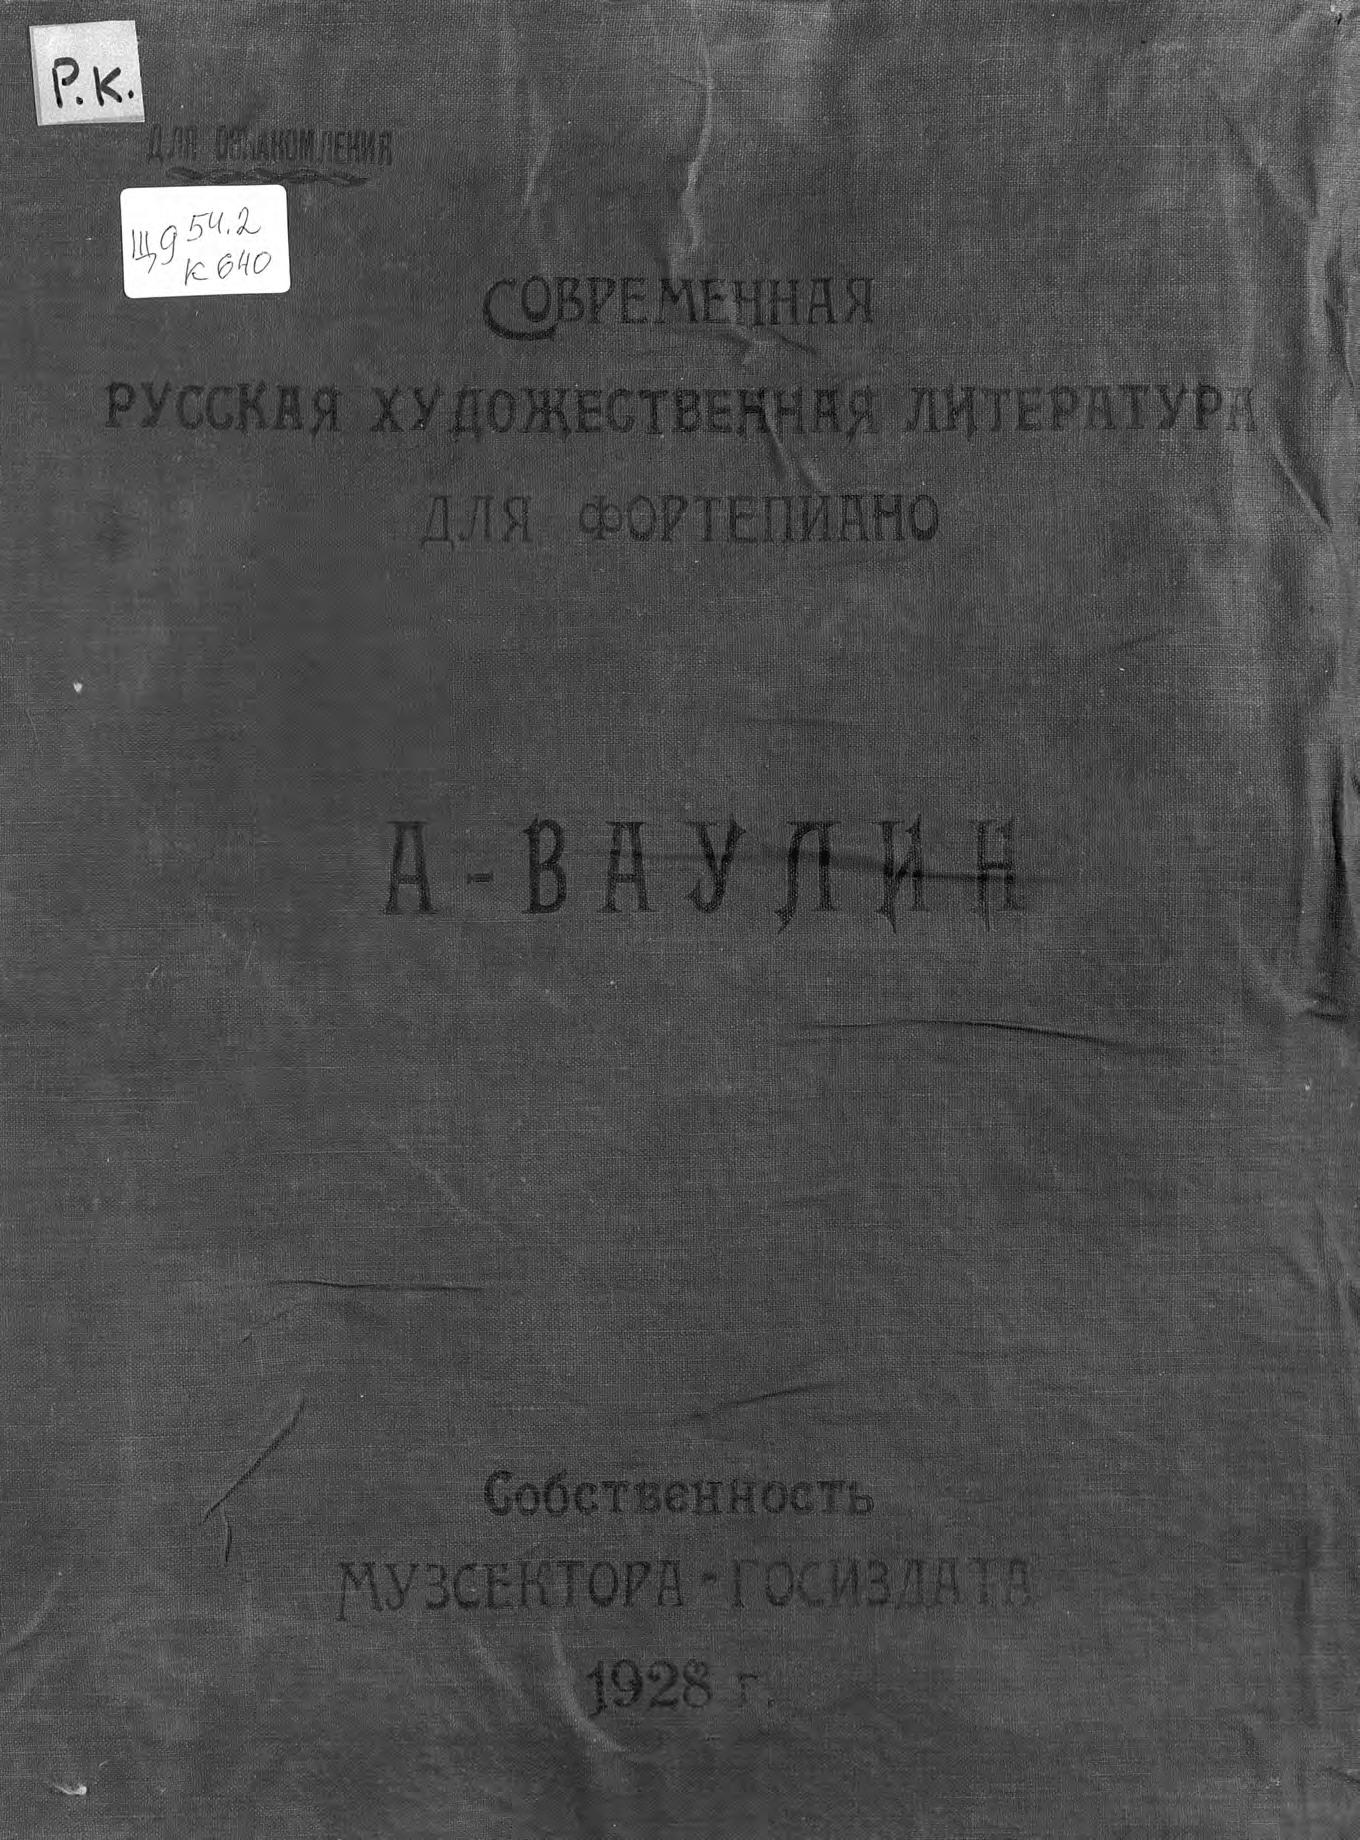 Р.К.
ДЛЯ ОЗНАКОМЛЕНИЯ
Щ9 54.2
К 640
СОВРЕМЕННАЯ
РУССКАЯ ХУДОЖЕСТВЕННАЯ ЛИТЕРАТУРА
ДЛЯ ФОРТЕПИАНО
А-ВАУЛИН
Собственность
МУЗСЕКТОРА-ГОСИЗДАТА
1928 г.